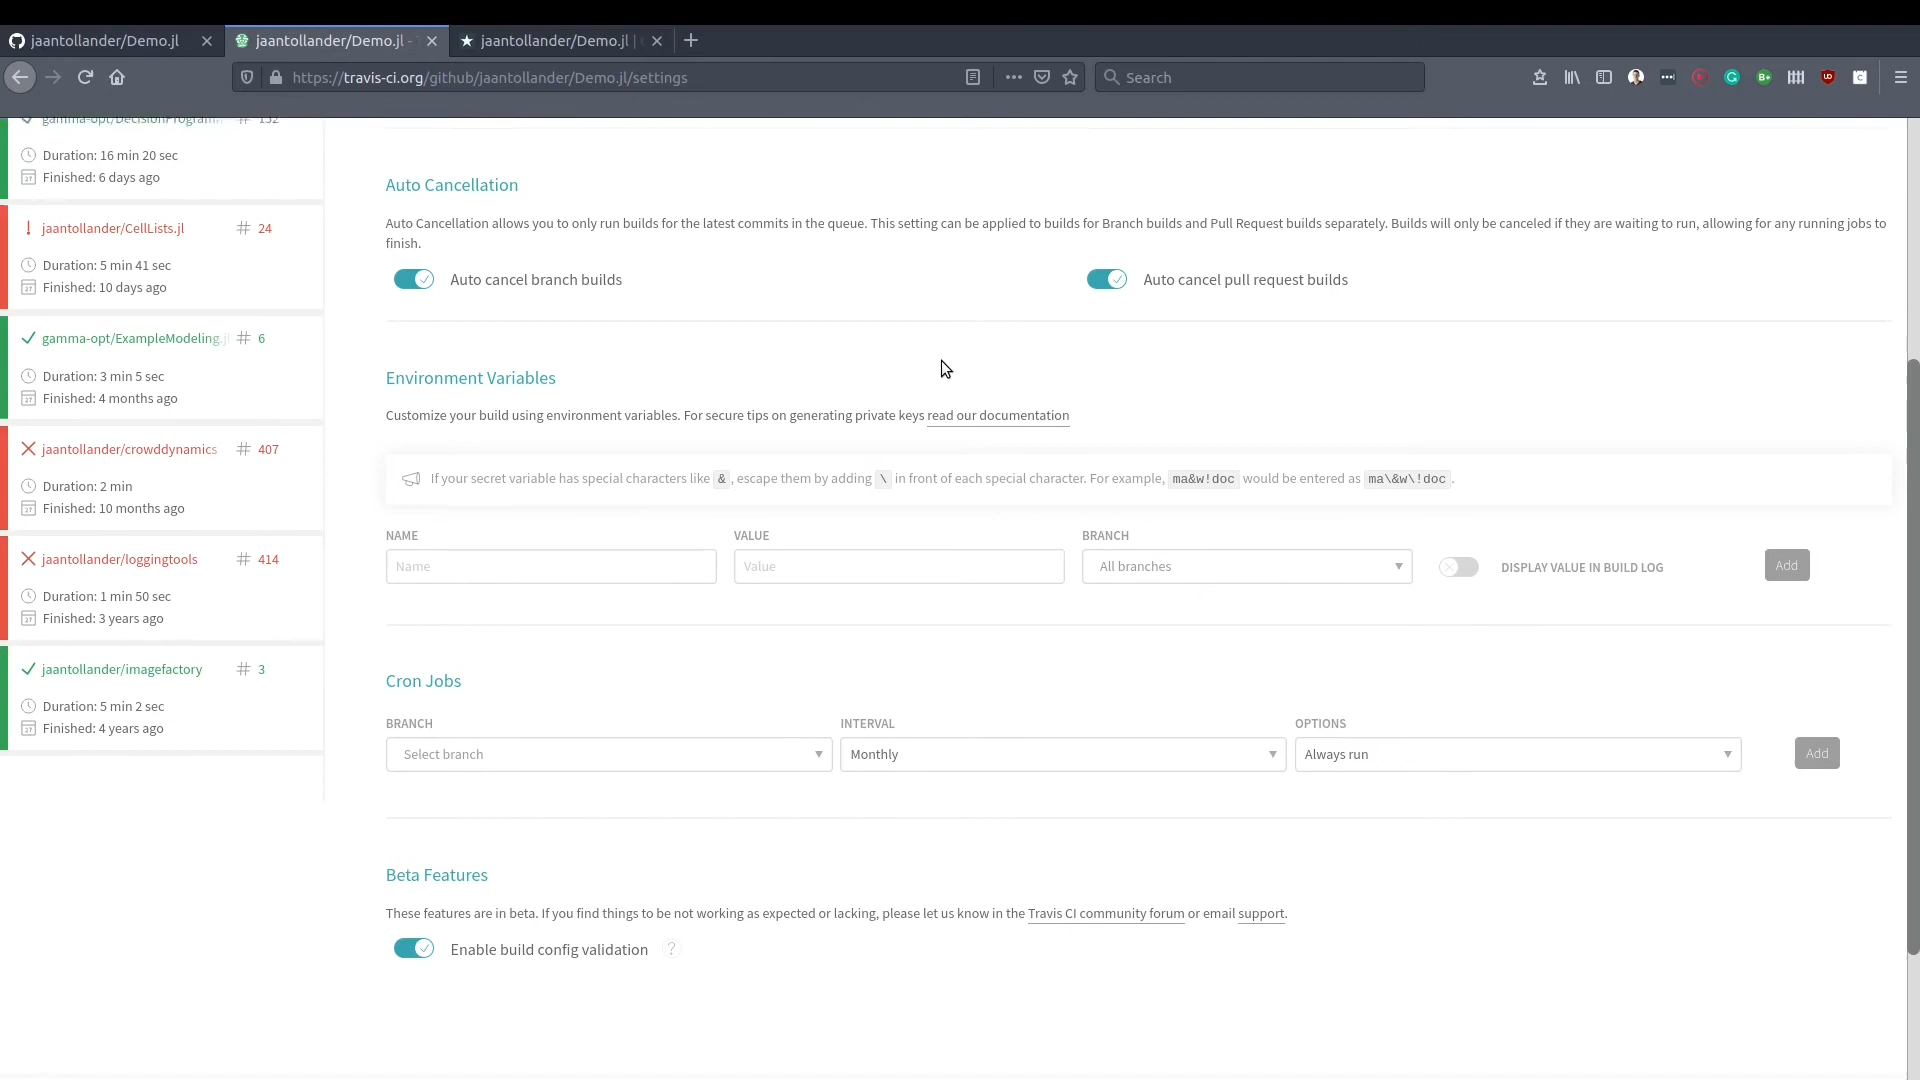 jaantollander/Demo.jl
jaantollander/Demo.jl -
jaantollander/Demo.jl |
https://travis-ci.org/github/jaantollander/Demo.jl/settings
Search
gamma-opt/DecisionProgram # 132
Duration: 16 min 20 sec
Finished: 6 days ago
jaantollander/CellLists.jl # 24
Duration: 5 min 41 sec
Finished: 10 days ago
gamma-opt/ExampleModeling.jl # 6
Duration: 3 min 5 sec
Finished: 4 months ago
jaantollander/crowddynamics # 407
Duration: 2 min
Finished: 10 months ago
jaantollander/loggingtools # 414
Duration: 1 min 50 sec
Finished: 3 years ago
jaantollander/imagefactory # 3
Duration: 5 min 2 sec
Finished: 4 years ago
Auto Cancellation
Auto Cancellation allows you to only run builds for the latest commits in the queue. This setting can be applied to builds for Branch builds and Pull Request builds separately. Builds will only be canceled if they are waiting to run, allowing for any running jobs to
finish.
Auto cancel branch builds
Auto cancel pull request builds
Environment Variables
Customize your build using environment variables. For secure tips on generating private keys read our documentation
If your secret variable has special characters like & , escape them by adding \ in front of each special character. For example, ma&w!doc would be entered as ma\&w\!doc .
NAME VALUE BRANCH
Name Value All branches DISPLAY VALUE IN BUILD LOG Add
Cron Jobs
BRANCH INTERVAL OPTIONS
Select branch Monthly Always run Add
Beta Features
These features are in beta. If you find things to be not working as expected or lacking, please let us know in the Travis CI community forum or email support.
Enable build config validation ?